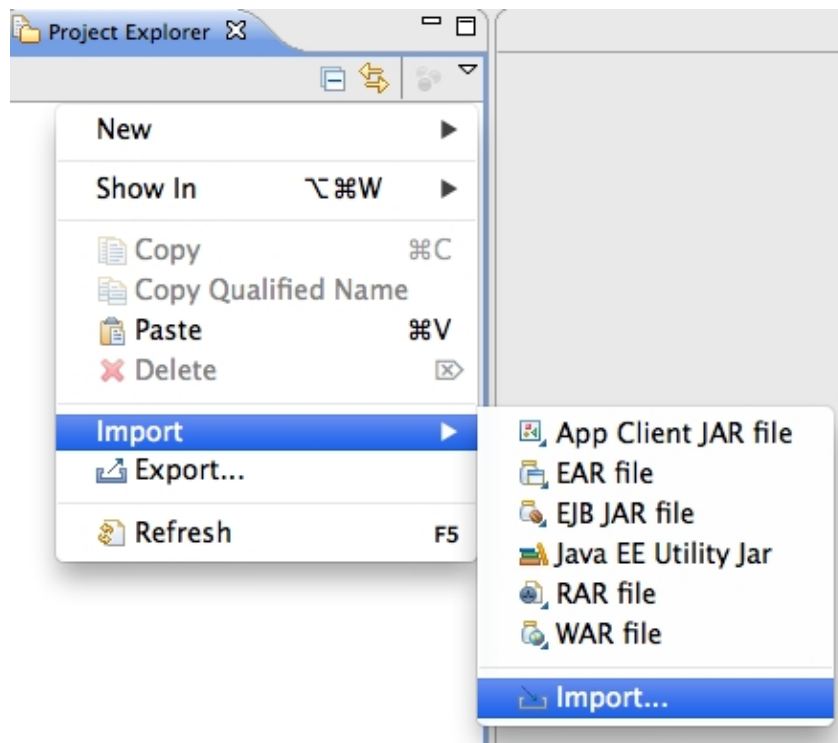 Project Explorer
New
Show In ⌥⌘W
Copy ⌘C
Copy Qualified Name
Paste ⌘V
Delete ⌦
Import
Export...
Refresh F5
App Client JAR file
EAR file
EJB JAR file
Java EE Utility Jar
RAR file
WAR file
Import...